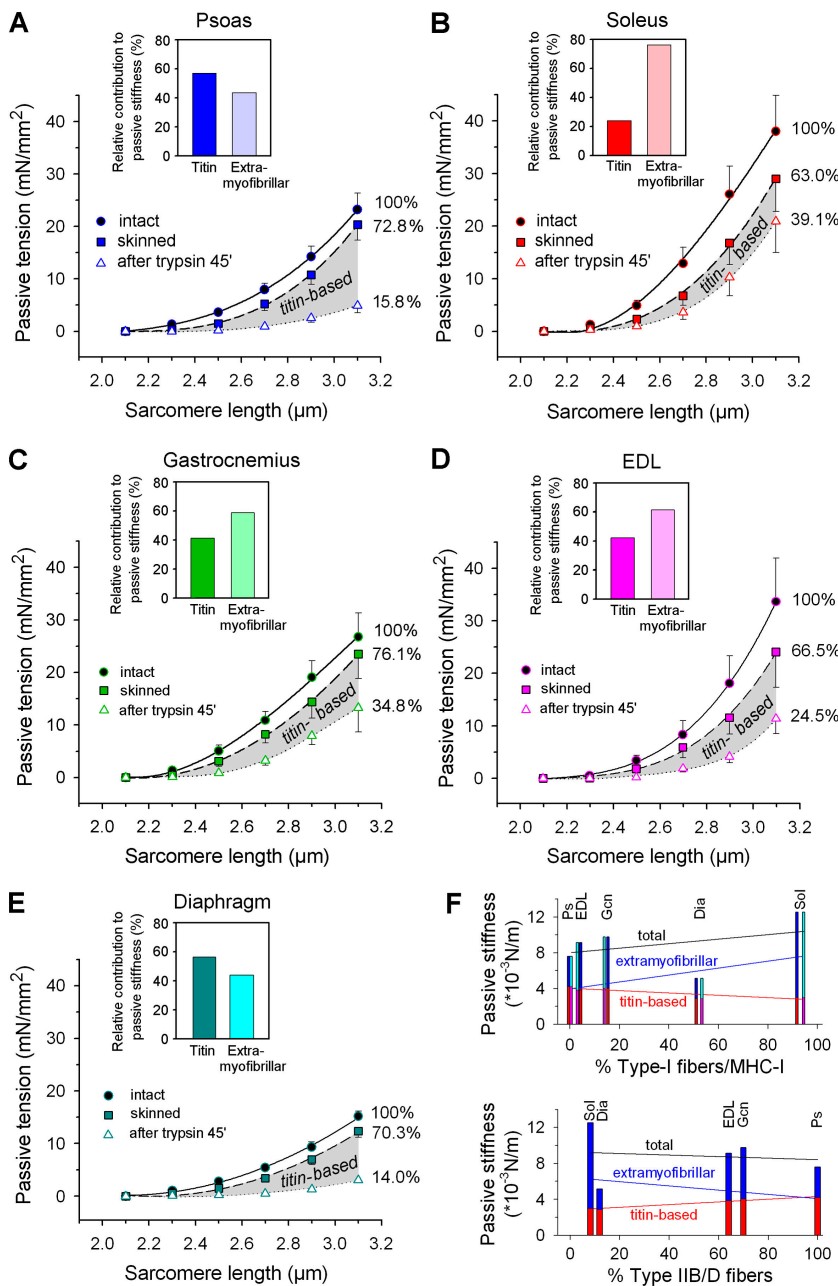 A
Psoas
Relative contribution to
passive stiffness (%)
80
60
40
20
0
Titin
Extra-
myofibrillar
Passive tension (mN/mm²)
40
30
20
10
0
intact
skinned
after trypsin 45'
titin-based
100%
72.8%
15.8%
2.0 2.2 2.4 2.6 2.8 3.0 3.2
Sarcomere length (µm)
B
Soleus
Relative contribution to
passive stiffness (%)
80
60
40
20
0
Titin
Extra-
myofibrillar
Passive tension (mN/mm²)
40
30
20
10
0
intact
skinned
after trypsin 45'
titin-based
100%
63.0%
39.1%
2.0 2.2 2.4 2.6 2.8 3.0 3.2
Sarcomere length (µm)
C
Gastrocnemius
Relative contribution to
passive stiffness (%)
80
60
40
20
0
Titin
Extra-
myofibrillar
Passive tension (mN/mm²)
40
30
20
10
0
intact
skinned
after trypsin 45'
titin-based
100%
76.1%
34.8%
2.0 2.2 2.4 2.6 2.8 3.0 3.2
Sarcomere length (µm)
D
EDL
Relative contribution to
passive stiffness (%)
80
60
40
20
0
Titin
Extra-
myofibrillar
Passive tension (mN/mm²)
40
30
20
10
0
intact
skinned
after trypsin 45'
titin-based
100%
66.5%
24.5%
2.0 2.2 2.4 2.6 2.8 3.0 3.2
Sarcomere length (µm)
E
Diaphragm
Relative contribution to
passive stiffness (%)
80
60
40
20
0
Titin
Extra-
myofibrillar
Passive tension (mN/mm²)
40
30
20
10
0
intact
skinned
after trypsin 45'
titin-based
100%
70.3%
14.0%
2.0 2.2 2.4 2.6 2.8 3.0 3.2
Sarcomere length (µm)
F
Passive stiffness
(*10⁻³N/m)
12
8
4
0
Ps
EDL
Gcn
Dia
Sol
total
extramyofibrillar
titin-based
0 20 40 60 80 100
% Type-I fibers/MHC-I
Passive stiffness
(*10⁻³N/m)
12
8
4
0
Sol
Dia
EDL
Gcn
Ps
total
extramyofibrillar
titin-based
0 20 40 60 80 100
% Type IIB/D fibers